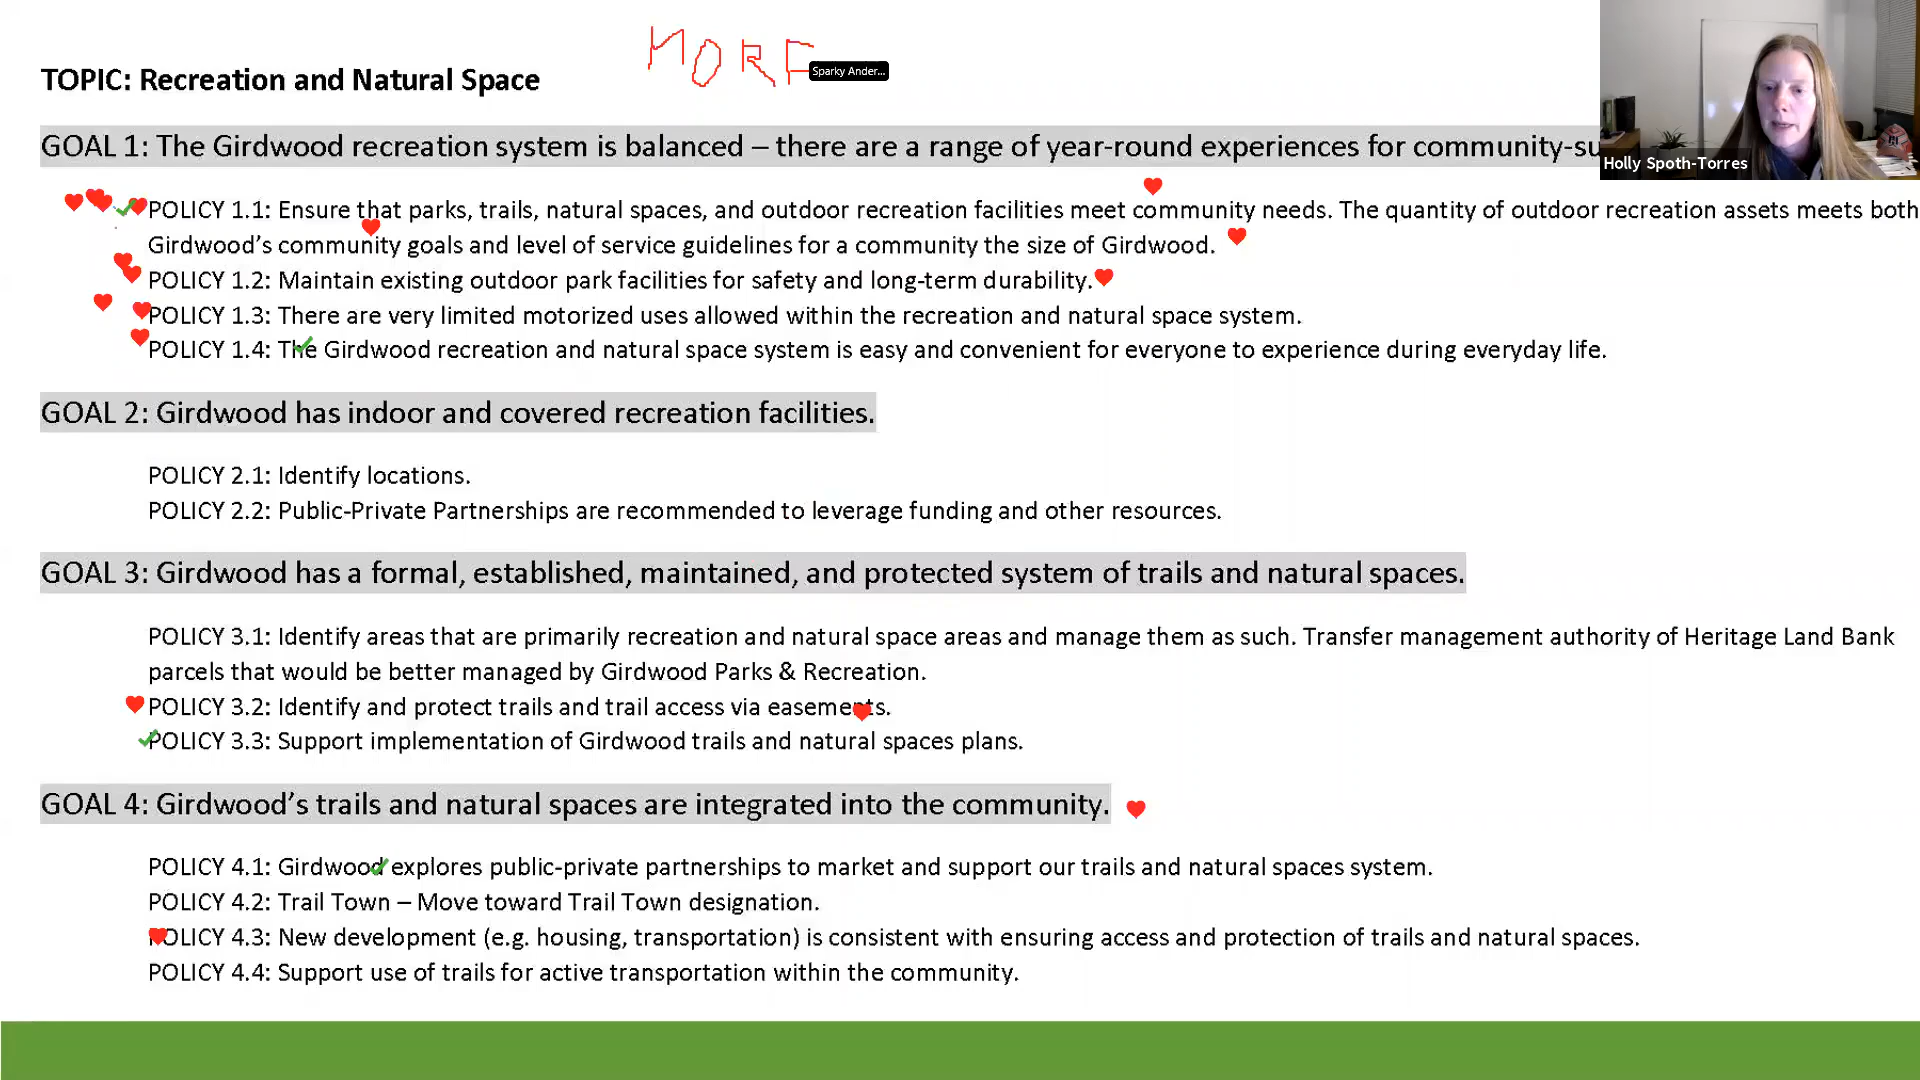 MORE
Sparky Ander...
TOPIC: Recreation and Natural Space
GOAL 1: The Girdwood recreation system is balanced – there are a range of year-round experiences for community-su
Holly Spoth-Torres
POLICY 1.1: Ensure that parks, trails, natural spaces, and outdoor recreation facilities meet community needs. The quantity of outdoor recreation assets meets both
Girdwood’s community goals and level of service guidelines for a community the size of Girdwood.
POLICY 1.2: Maintain existing outdoor park facilities for safety and long-term durability.
POLICY 1.3: There are very limited motorized uses allowed within the recreation and natural space system.
POLICY 1.4: The Girdwood recreation and natural space system is easy and convenient for everyone to experience during everyday life.
GOAL 2: Girdwood has indoor and covered recreation facilities.
POLICY 2.1: Identify locations.
POLICY 2.2: Public-Private Partnerships are recommended to leverage funding and other resources.
GOAL 3: Girdwood has a formal, established, maintained, and protected system of trails and natural spaces.
POLICY 3.1: Identify areas that are primarily recreation and natural space areas and manage them as such. Transfer management authority of Heritage Land Bank
parcels that would be better managed by Girdwood Parks & Recreation.
POLICY 3.2: Identify and protect trails and trail access via easements.
POLICY 3.3: Support implementation of Girdwood trails and natural spaces plans.
GOAL 4: Girdwood’s trails and natural spaces are integrated into the community.
POLICY 4.1: Girdwood explores public-private partnerships to market and support our trails and natural spaces system.
POLICY 4.2: Trail Town – Move toward Trail Town designation.
POLICY 4.3: New development (e.g. housing, transportation) is consistent with ensuring access and protection of trails and natural spaces.
POLICY 4.4: Support use of trails for active transportation within the community.